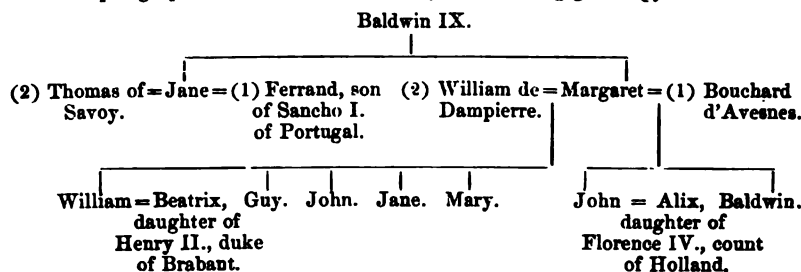 Baldwin IX.
(2) Thomas of = Jane = (1) Ferrand, son (2) William de = Margaret = (1) Bouchard
Savoy. of Sancho I. Dampierre. d'Avesnes.
of Portugal.
William = Beatrix, Guy. John. Jane. Mary. John = Alix, Baldwin.
daughter of daughter of
Henry II., duke Florence IV., count
of Brabant. of Holland.